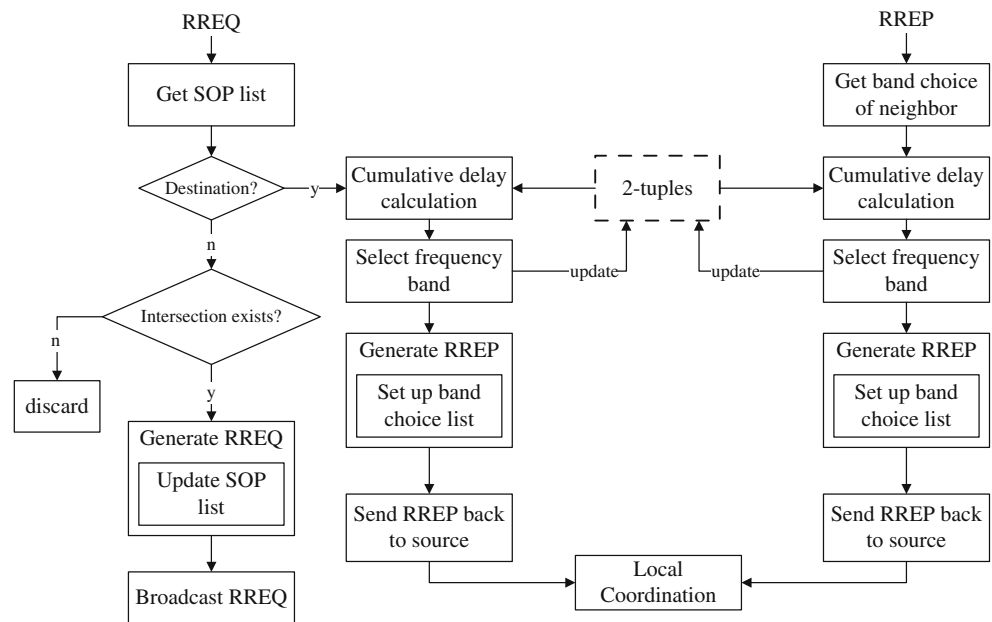 RREQ
Get SOP list
Destination?
y
n
Intersection exists?
n
discard
y
Generate RREQ
Update SOP
list
Broadcast RREQ
Cumulative delay
calculation
Select frequency
band
update
Generate RREP
Set up band
choice list
Send RREP back
to source
2-tuples
Local
Coordination
RREP
Get band choice
of neighbor
Cumulative delay
calculation
update
Select frequency
band
Generate RREP
Set up band
choice list
Send RREP back
to source